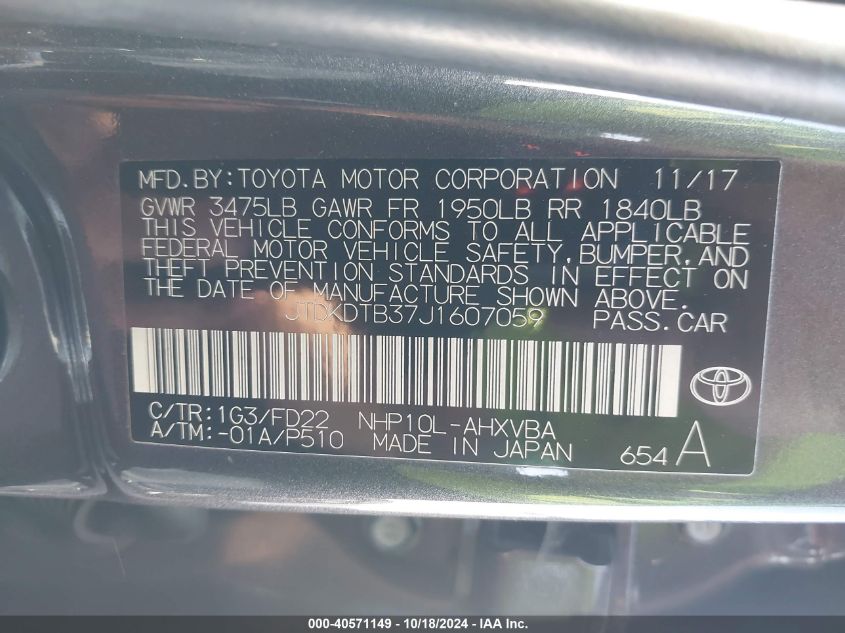 MFD.BY:TOYOTA MOTOR CORPORATION 11/17
GVWR 3475LB GAWR FR 1950LB RR 1840LB
THIS VEHICLE CONFORMS TO ALL APPLICABLE
FEDERAL MOTOR VEHICLE SAFETY,BUMPER,AND
THEFT PREVENTION STANDARDS IN EFFECT ON
THE DATE OF MANUFACTURE SHOWN ABOVE.
JTDKDTB37J1607059 PASS.CAR
C/TR:1G3/FD22 NHP10L-AHXVBA
A/TM:-01A/P510 MADE IN JAPAN
654 A
000-40571149 - 10/18/2024 - IAA Inc.